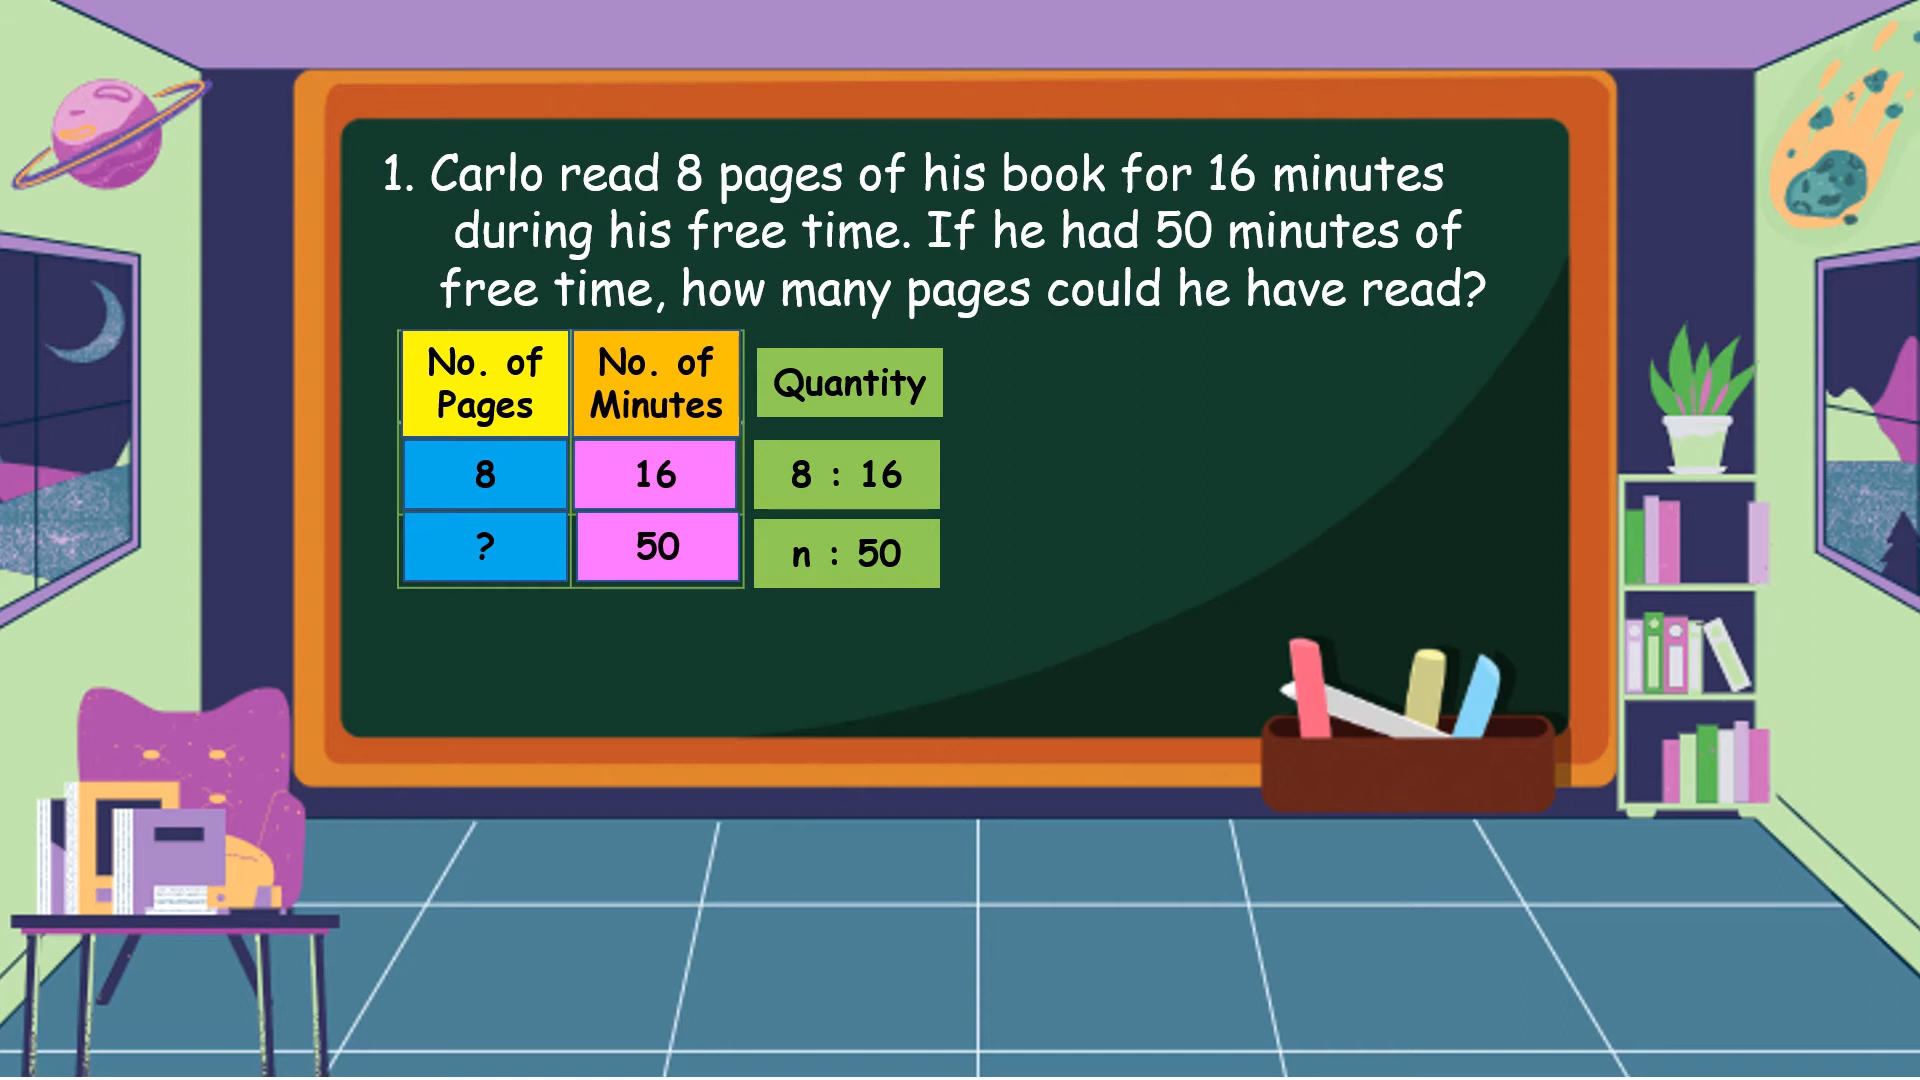 1. Carlo read 8 pages of his book for 16 minutes
during his free time. If he had 50 minutes of
free time, how many pages could he have read?
No. of Pages
No. of Minutes
Quantity
8
16
8 : 16
?
50
n : 50